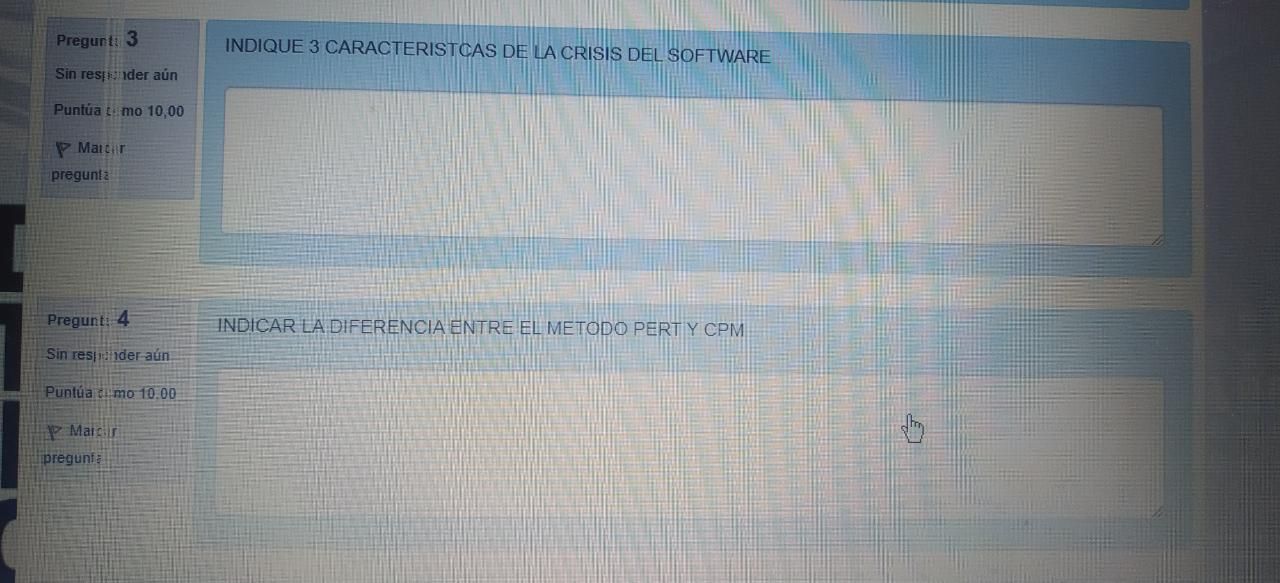 Pregunta 3
Sin responder aún
Puntúa como 10,00
Marcar
pregunta
INDIQUE 3 CARACTERISTCAS DE LA CRISIS DEL SOFTWARE
Pregunta 4
Sin responder aún
Puntúa como 10,00
Marcar
pregunta
INDICAR LA DIFERENCIA ENTRE EL METODO PERT Y CPM